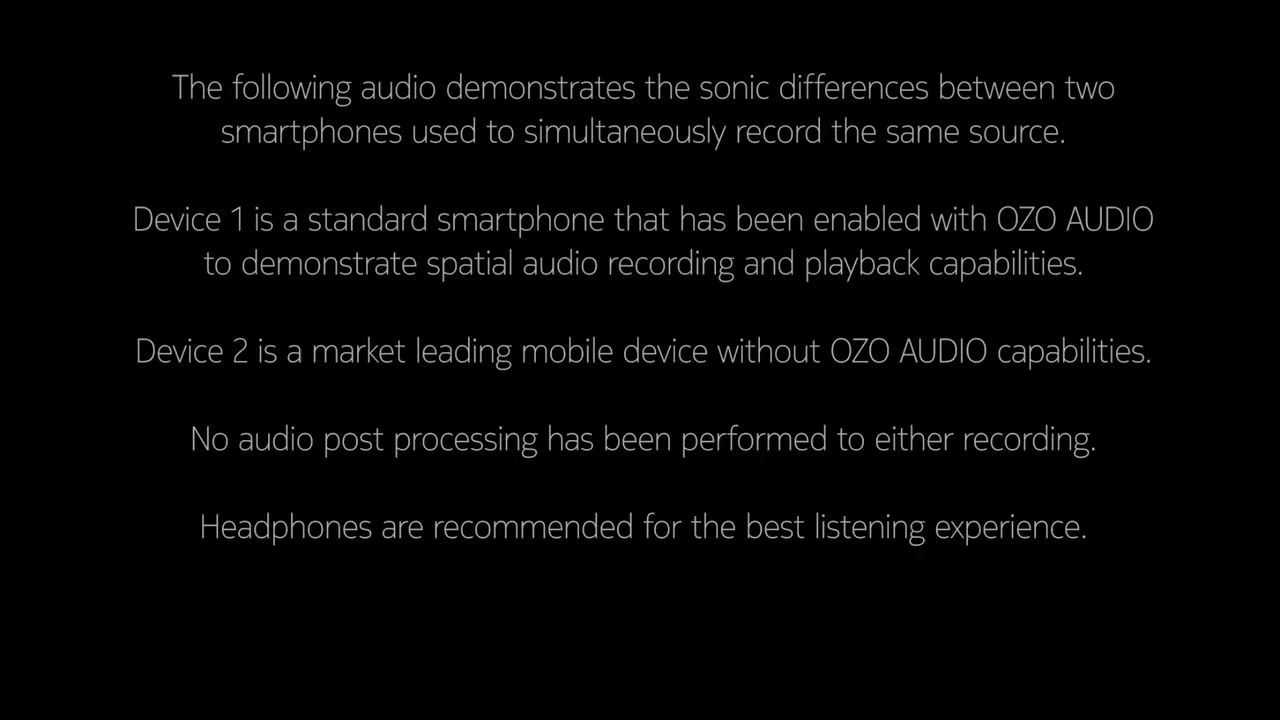 The following audio demonstrates the sonic differences between two
smartphones used to simultaneously record the same source.
Device 1 is a standard smartphone that has been enabled with OZO AUDIO
to demonstrate spatial audio recording and playback capabilities.
Device 2 is a market leading mobile device without OZO AUDIO capabilities.
No audio post processing has been performed to either recording.
Headphones are recommended for the best listening experience.